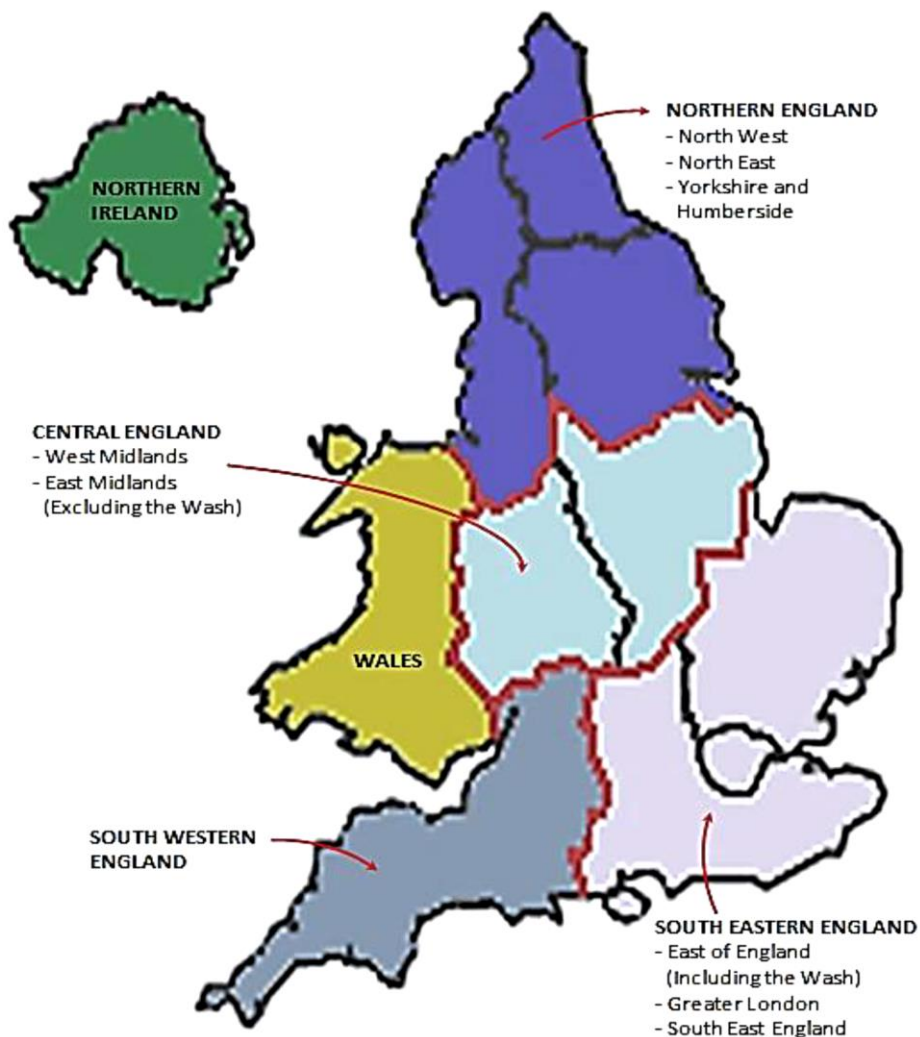 NORTHERN ENGLAND
- North West
- North East
- Yorkshire and
Humberside
NORTHERN
IRELAND
CENTRAL ENGLAND
- West Midlands
- East Midlands
(Excluding the Wash)
WALES
SOUTH WESTERN
ENGLAND
SOUTH EASTERN ENGLAND
- East of England
(Including the Wash)
- Greater London
- South East England